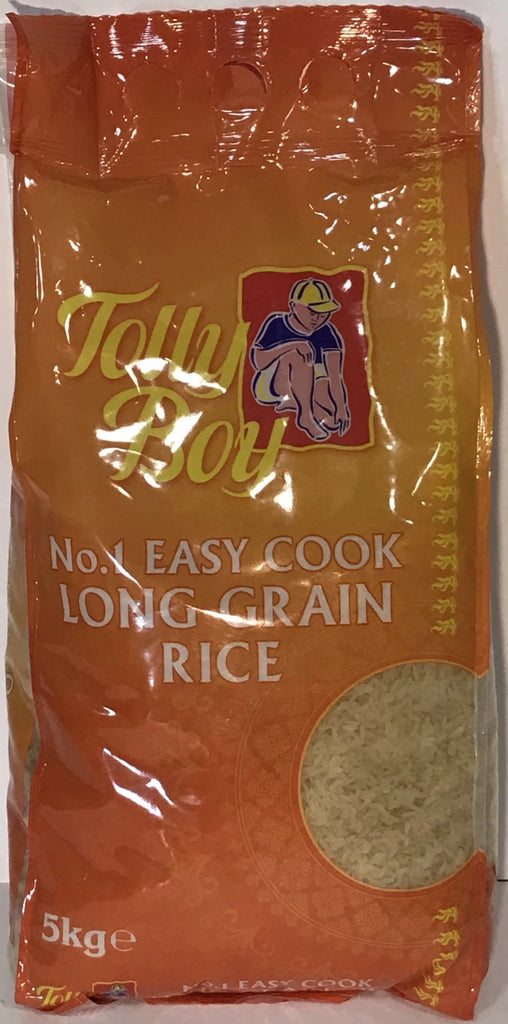 Tolly
Boy
No.1 EASY COOK
LONG GRAIN
RICE
5kg℮
No.1 EASY COOK